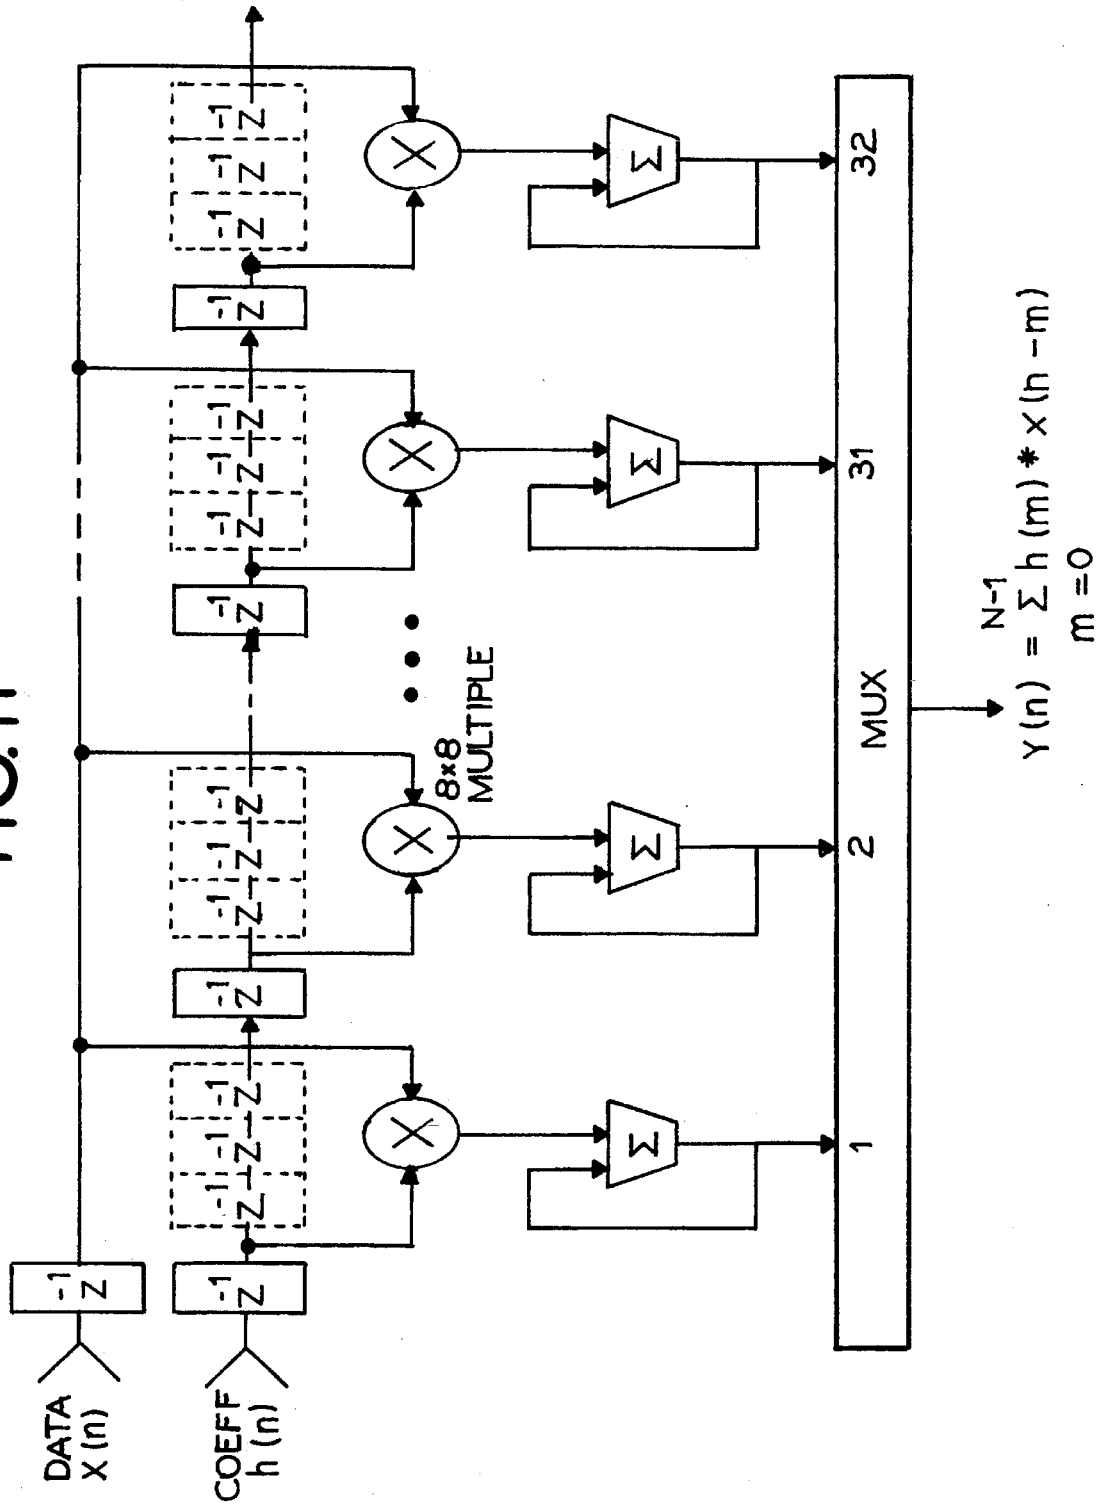 FIG. 11
DATA
X(n)
Z-1
COEFF
h(n)
Z-1
Z-1 Z-1 Z-1
Z-1
Z-1 Z-1 Z-1
Z-1
Z-1 Z-1 Z-1
Z-1
Z-1 Z-1 Z-1
X
X
8x8
MULTIPLE
X
X
Σ
Σ
Σ
Σ
1
2
MUX
31
32
N-1
Y(n) = Σ h(m) * X(h-m)
m=0